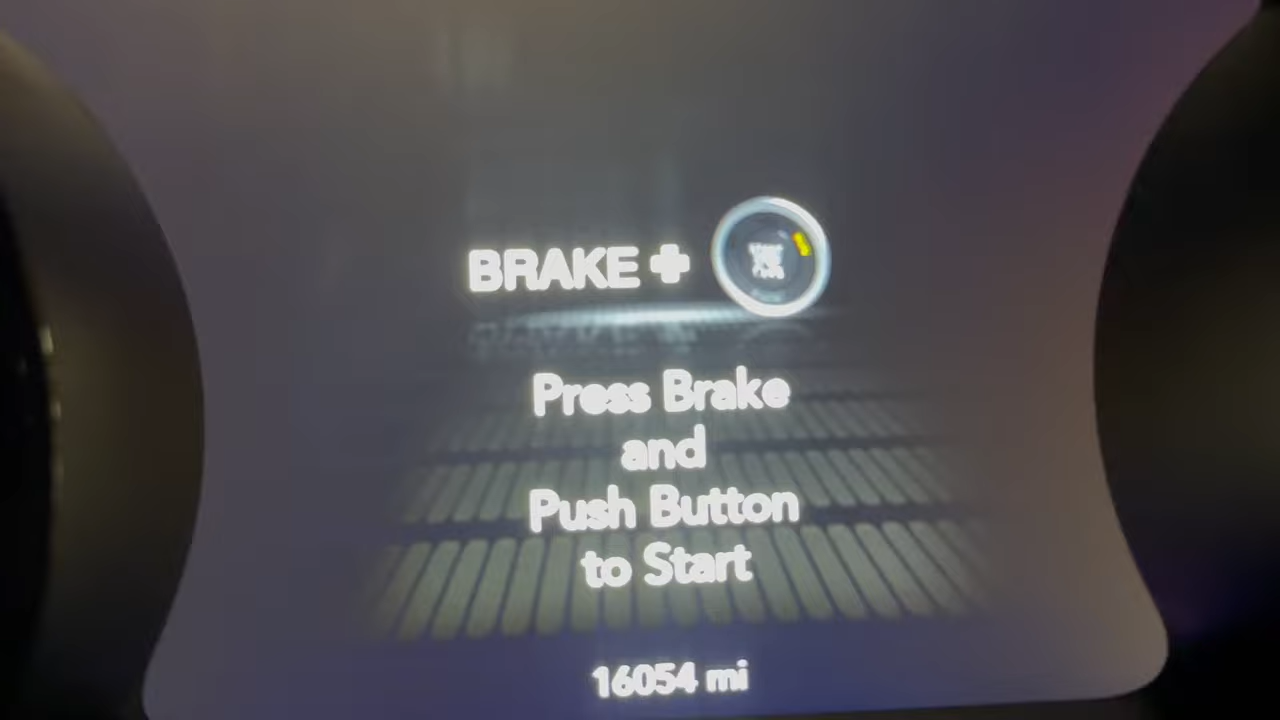 BRAKE +
Press Brake
and
Push Button
to Start
16054 mi